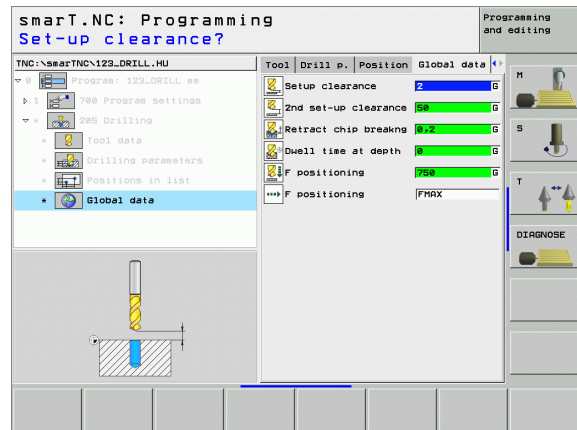 smarT.NC: Programming
Set-up clearance?
Programming
and editing
TNC:\smarTNC\123_DRILL.HU
0 Program: 123_DRILL mm
1 700 Program settings
* 205 Drilling
* Tool data
* Drilling parameters
* Positions in list
* Global data
Tool Drill p. Position Global data
Setup clearance 2 G
2nd set-up clearance 50 G
Retract chip breakng 0.2 G
Dwell time at depth 0 G
F positioning 750 G
F positioning FMAX
M
S
T
DIAGNOSE